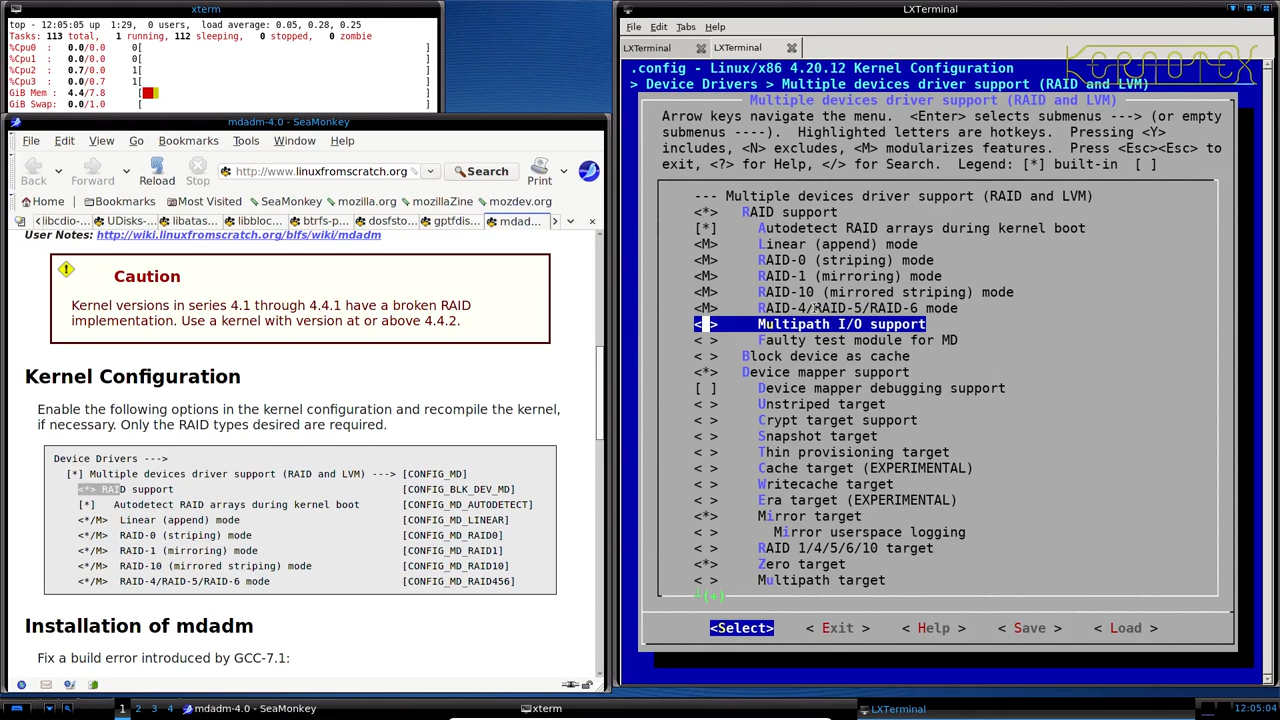 xterm
top - 12:05:05 up  1:29,  0 users,  load average: 0.05, 0.28, 0.25
Tasks: 113 total,   1 running, 112 sleeping,   0 stopped,   0 zombie
%Cpu0  :   0.0/0.0     0[                    ]
%Cpu1  :   0.0/0.0     0[                    ]
%Cpu2  :   0.7/0.0     1[                    ]
%Cpu3  :   0.0/0.7     1[                    ]
GiB Mem :   4.4/7.8      [                    ]
GiB Swap:   0.0/1.0      [                    ]
mdadm-4.0 - SeaMonkey
File Edit View Go Bookmarks Tools Window Help
Back Forward Reload Stop http://www.linuxfromscratch.org Search Print
Home Bookmarks Most Visited SeaMonkey mozilla.org mozillaZine mozdev.org
libcdio-... UDisks-... libatas... libbloc... btrfs-p... dosfsto... gptfdis... mdad...
User Notes: http://wiki.linuxfromscratch.org/blfs/wiki/mdadm
Caution
Kernel versions in series 4.1 through 4.4.1 have a broken RAID
implementation. Use a kernel with version at or above 4.4.2.
Kernel Configuration
Enable the following options in the kernel configuration and recompile the kernel,
if necessary. Only the RAID types desired are required.
Device Drivers --->
[*] Multiple devices driver support (RAID and LVM) ---> [CONFIG_MD]
<*> RAID support [CONFIG_BLK_DEV_MD]
[*] Autodetect RAID arrays during kernel boot [CONFIG_MD_AUTODETECT]
<*/M> Linear (append) mode [CONFIG_MD_LINEAR]
<*/M> RAID-0 (striping) mode [CONFIG_MD_RAID0]
<*/M> RAID-1 (mirroring) mode [CONFIG_MD_RAID1]
<*/M> RAID-10 (mirrored striping) mode [CONFIG_MD_RAID10]
<*/M> RAID-4/RAID-5/RAID-6 mode [CONFIG_MD_RAID456]
Installation of mdadm
Fix a build error introduced by GCC-7.1:
LXTerminal
File Edit Tabs Help
LXTerminal LXTerminal
KERNOTEX
.config - Linux/x86 4.20.12 Kernel Configuration
> Device Drivers > Multiple devices driver support (RAID and LVM)
Multiple devices driver support (RAID and LVM)
Arrow keys navigate the menu.  <Enter> selects submenus ---> (or empty
submenus ----).  Highlighted letters are hotkeys.  Pressing <Y>
includes, <N> excludes, <M> modularizes features.  Press <Esc><Esc> to
exit, <?> for Help, </> for Search.  Legend: [*] built-in  [ ]
--- Multiple devices driver support (RAID and LVM)
<*>   RAID support
[*]     Autodetect RAID arrays during kernel boot
<M>     Linear (append) mode
<M>     RAID-0 (striping) mode
<M>     RAID-1 (mirroring) mode
<M>     RAID-10 (mirrored striping) mode
<M>     RAID-4/RAID-5/RAID-6 mode
< >     Multipath I/O support
< >     Faulty test module for MD
< >   Block device as cache
<*>   Device mapper support
[ ]     Device mapper debugging support
< >     Unstriped target
< >     Crypt target support
< >     Snapshot target
< >     Thin provisioning target
< >     Cache target (EXPERIMENTAL)
< >     Writecache target
< >     Era target (EXPERIMENTAL)
<*>     Mirror target
< >       Mirror userspace logging
< >     RAID 1/4/5/6/10 target
<*>     Zero target
< >     Multipath target
└(+)
<Select>    < Exit >    < Help >    < Save >    < Load >
1 2 3 4 mdadm-4.0 - SeaMonkey xterm LXTerminal 12:05:04